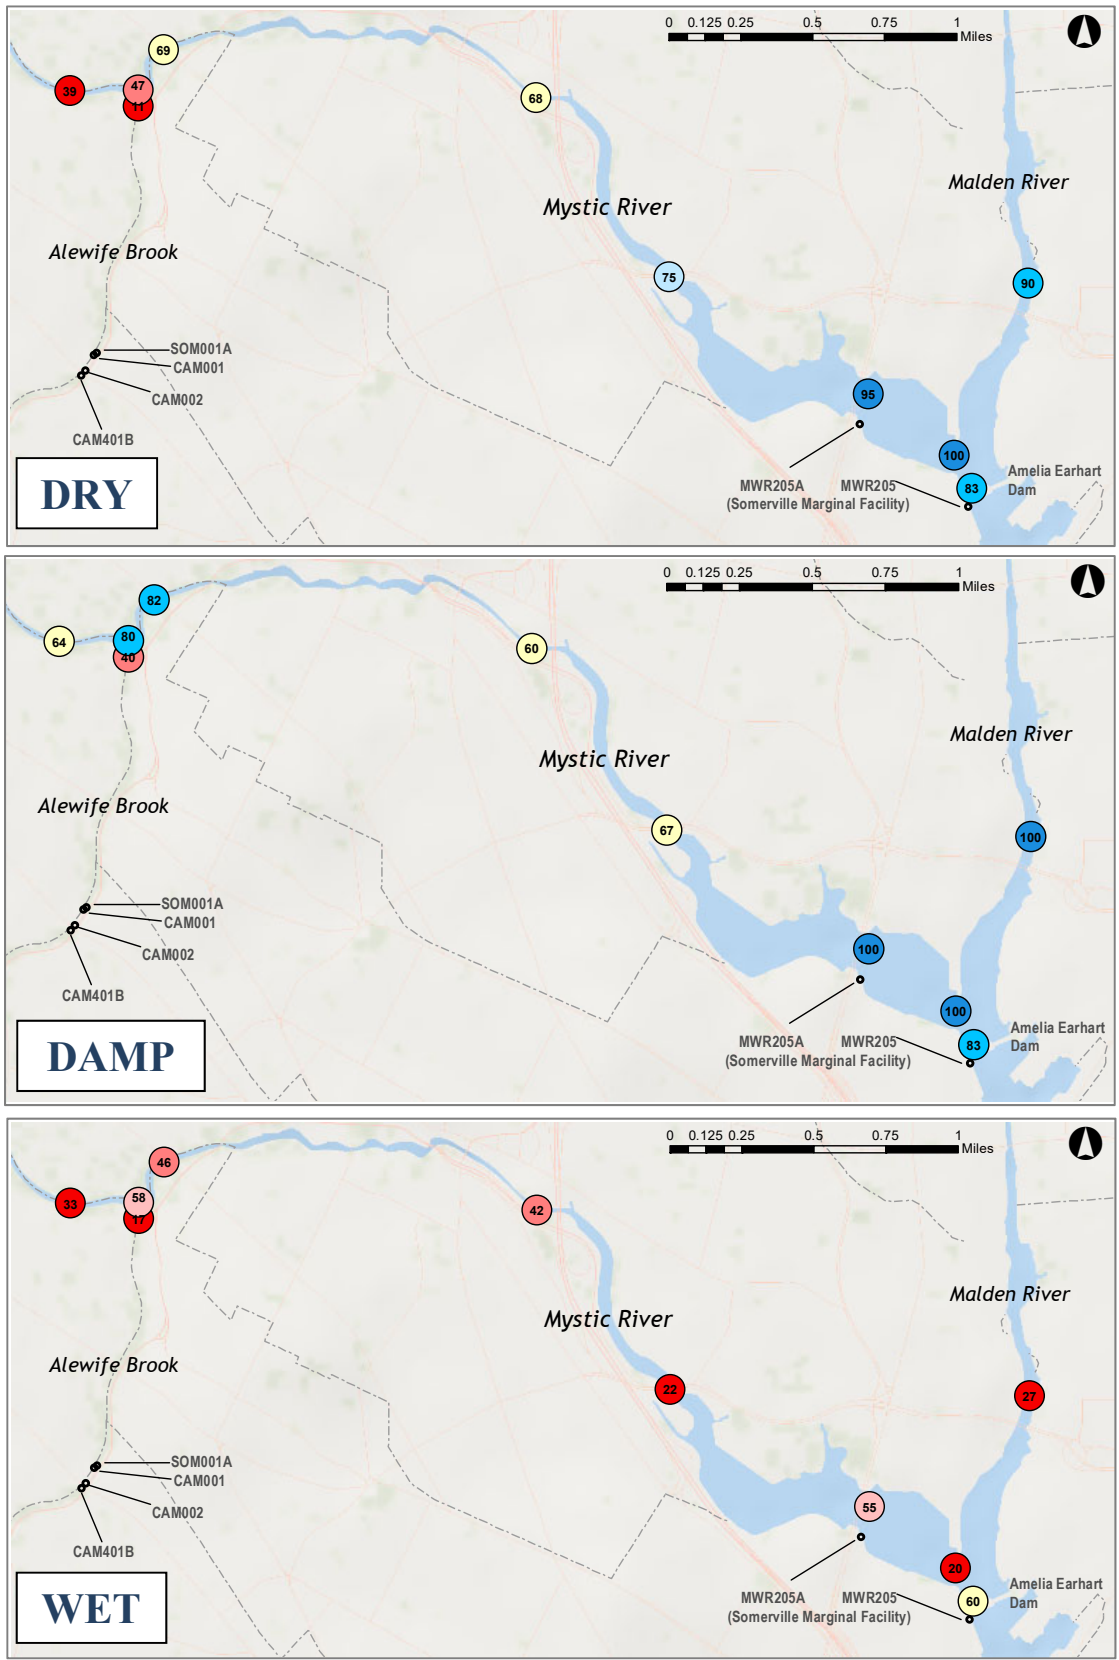 0 0.125 0.25 0.5 0.75 1
Miles
69
39
47
11
68
Mystic River
Malden River
Alewife Brook
75
90
SOM001A
CAM001
CAM002
CAM401B
95
100
83
MWR205A
(Somerville Marginal Facility)
MWR205
Amelia Earhart
Dam
DRY
0 0.125 0.25 0.5 0.75 1
Miles
82
64
80
40
60
Mystic River
Malden River
Alewife Brook
67
100
SOM001A
CAM001
CAM002
CAM401B
100
100
83
MWR205A
(Somerville Marginal Facility)
MWR205
Amelia Earhart
Dam
DAMP
0 0.125 0.25 0.5 0.75 1
Miles
46
33
58
17
42
Mystic River
Malden River
Alewife Brook
22
27
SOM001A
CAM001
CAM002
CAM401B
55
20
60
MWR205A
(Somerville Marginal Facility)
MWR205
Amelia Earhart
Dam
WET